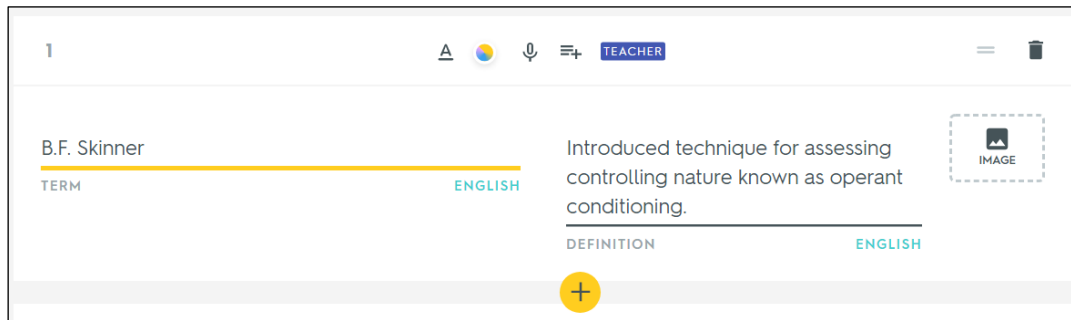 1
TEACHER
B.F. Skinner
TERM
ENGLISH
Introduced technique for assessing
controlling nature known as operant
conditioning.
DEFINITION
ENGLISH
IMAGE